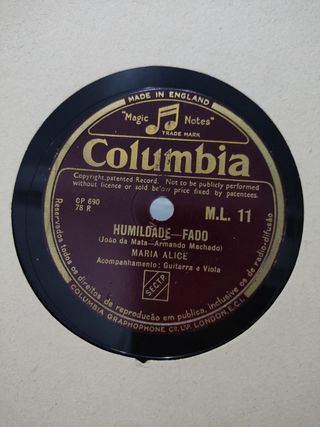 MADE IN ENGLAND
"Magic Notes"
TRADE MARK
Columbia
Copyright, patented Record. Not to be publicly performed
without licence or sold below price fixed by patentees.
CP 690
78 R
M.L. 11
HUMILDADE—FADO
(João da Mata—Armando Machado)
MARIA ALICE
Acompanhamento: Guitarra e Viola
S.E.C.T.P.
Reservados todos os direitos de reprodução em publico, inclusive os de radio-difusão
COLUMBIA GRAPHOPHONE CO. LTD. LONDON, E.C.1.